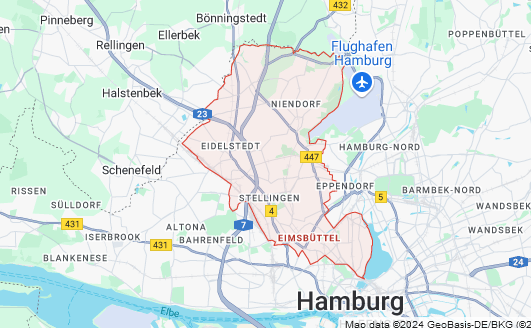 432
Bönningstedt
Pinneberg
Ellerbek
POPPENBÜTTEL
Rellingen
Flughafen
Hamburg
Halstenbek
NIENDORF
23
EIDELSTEDT
HAMBURG-NORD
447
Schenefeld
EPPENDORF
BARMBEK-NORD
RISSEN
5
STELLINGEN
SÜLLDORF
WANDSBEK
4
431
7
ALTONA
WANDSBEK
ISERBROOK
BAHRENFELD
EIMSBÜTTEL
431
BLANKENESE
24
Hamburg
Elbe
Map data ©2024 GeoBasis-DE/BKG (©2